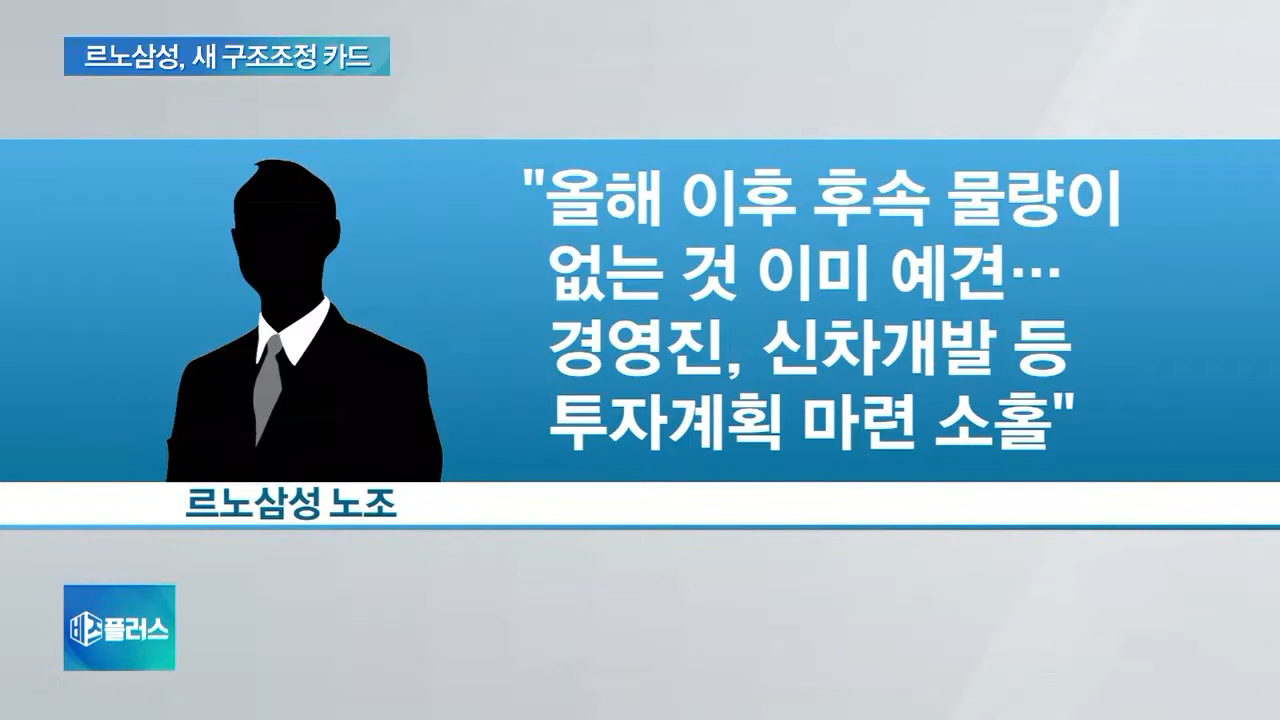 르노삼성, 새 구조조정 카드
"올해 이후 후속 물량이
없는 것 이미 예견…
경영진, 신차개발 등
투자계획 마련 소홀"
르노삼성 노조
비즈플러스